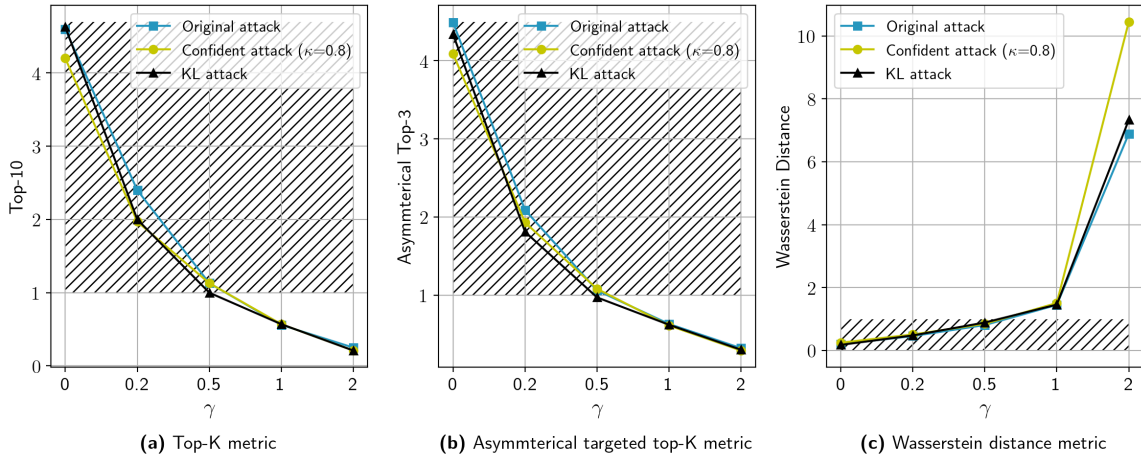 Original attack
Confident attack (κ=0.8)
KL attack
Top-10
4
3
2
1
0
0 0.2 0.5 1 2
γ
(a) Top-K metric
Original attack
Confident attack (κ=0.8)
KL attack
Asymmterical Top-3
4
3
2
1
0 0.2 0.5 1 2
γ
(b) Asymmterical targeted top-K metric
Original attack
Confident attack (κ=0.8)
KL attack
Wasserstein Distance
10
8
6
4
2
0
0 0.2 0.5 1 2
γ
(c) Wasserstein distance metric